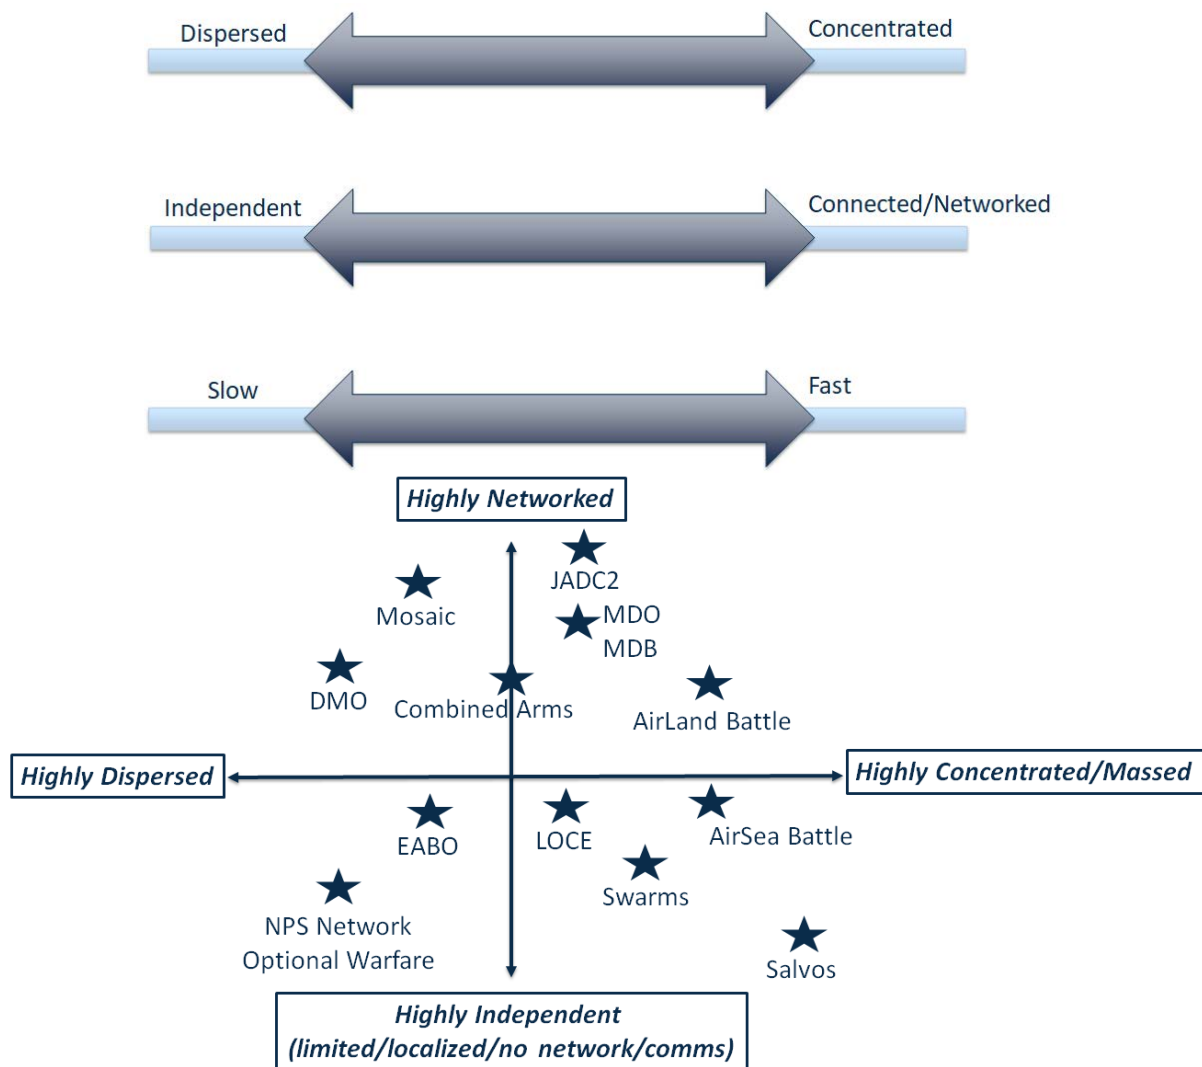 Dispersed
Concentrated
Independent
Connected/Networked
Slow
Fast
Highly Networked
JADC2
Mosaic
MDO
MDB
DMO
Combined Arms
AirLand Battle
Highly Dispersed
Highly Concentrated/Massed
EABO
LOCE
AirSea Battle
Swarms
NPS Network
Optional Warfare
Salvos
Highly Independent
(limited/localized/no network/comms)